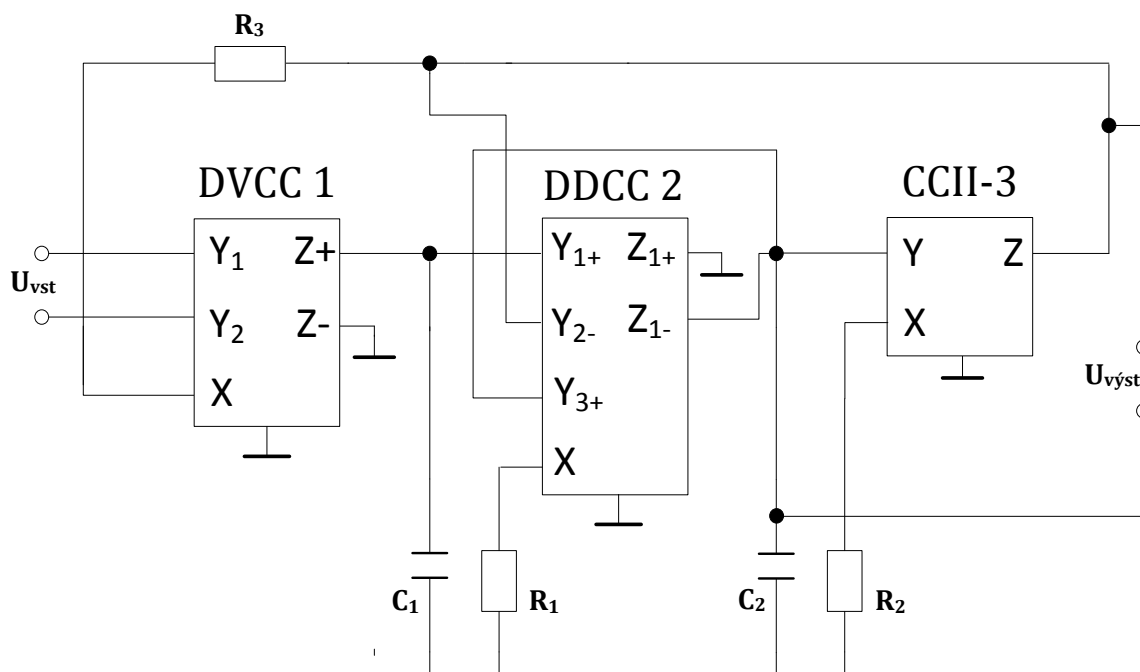 R₃
DVCC 1
DDCC 2
CCII-3
Y₁ Z+
Y₂ Z-
X
Y₁₊ Z₁₊
Y₂₋ Z₁₋
Y₃₊
X
Y Z
X
Uvst
Uvýst
C₁
R₁
C₂
R₂